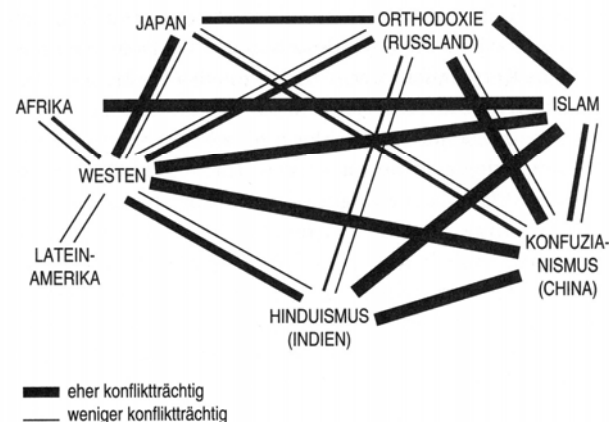 JAPAN
ORTHODOXIE
(RUSSLAND)
AFRIKA
ISLAM
WESTEN
LATEIN-
AMERIKA
KONFUZIA-
NISMUS
(CHINA)
HINDUISMUS
(INDIEN)
eher konfliktträchtig
weniger konfliktträchtig